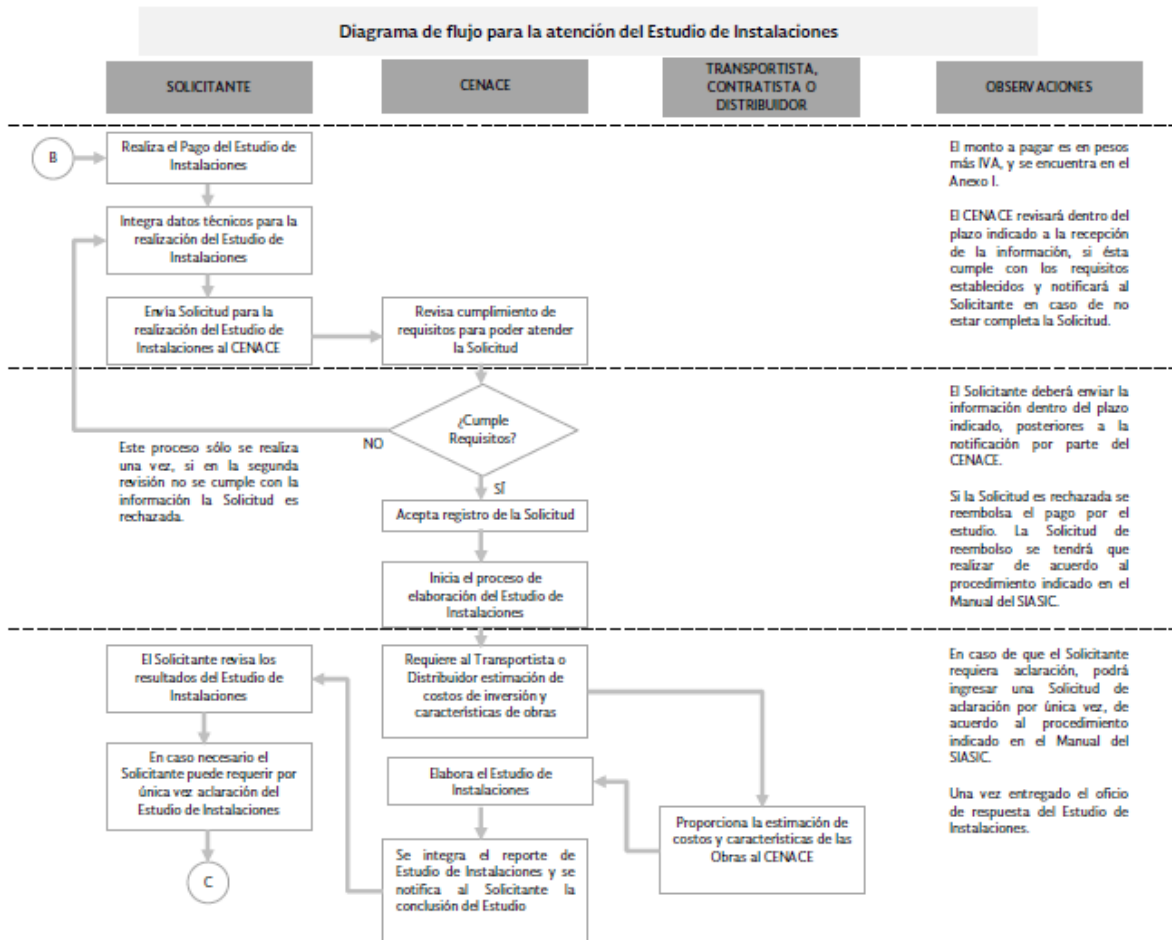 Diagrama de flujo para la atención del Estudio de Instalaciones
SOLICITANTE
CENACE
TRANSPORTISTA,
CONTRATISTA O
DISTRIBUIDOR
OBSERVACIONES
B
Realiza el Pago del Estudio de
Instalaciones
El monto a pagar es en pesos
más IVA, y se encuentra en el
Anexo I.
Integra datos técnicos para la
realización del Estudio de
Instalaciones
El CENACE revisará dentro del
plazo indicado a la recepción
de la información, si ésta
cumple con los requisitos
establecidos y notificará al
Solicitante en caso de no
estar completa la Solicitud.
Envía Solicitud para la
realización del Estudio de
Instalaciones al CENACE
Revisa cumplimiento de
requisitos para poder atender
la Solicitud
¿Cumple
Requisitos?
NO
SÍ
Este proceso sólo se realiza
una vez, si en la segunda
revisión no se cumple con la
información la Solicitud es
rechazada.
El Solicitante deberá enviar la
información dentro del plazo
indicado, posteriores a la
notificación por parte del
CENACE.
Acepta registro de la Solicitud
Si la Solicitud es rechazada se
reembolsa el pago por el
estudio. La Solicitud de
reembolso se tendrá que
realizar de acuerdo al
procedimiento indicado en el
Manual del SIASIC.
Inicia el proceso de
elaboración del Estudio de
Instalaciones
El Solicitante revisa los
resultados del Estudio de
Instalaciones
Requiere al Transportista o
Distribuidor estimación de
costos de inversión y
características de obras
En caso de que el Solicitante
requiera aclaración, podrá
ingresar una Solicitud de
aclaración por única vez, de
acuerdo al procedimiento
indicado en el Manual del
SIASIC.
En caso necesario el
Solicitante puede requerir por
única vez aclaración del
Estudio de Instalaciones
Elabora el Estudio de
Instalaciones
Una vez entregado el oficio
de respuesta del Estudio de
Instalaciones.
Proporciona la estimación de
costos y características de las
Obras al CENACE
Se integra el reporte de
Estudio de Instalaciones y se
notifica al Solicitante la
conclusión del Estudio
C